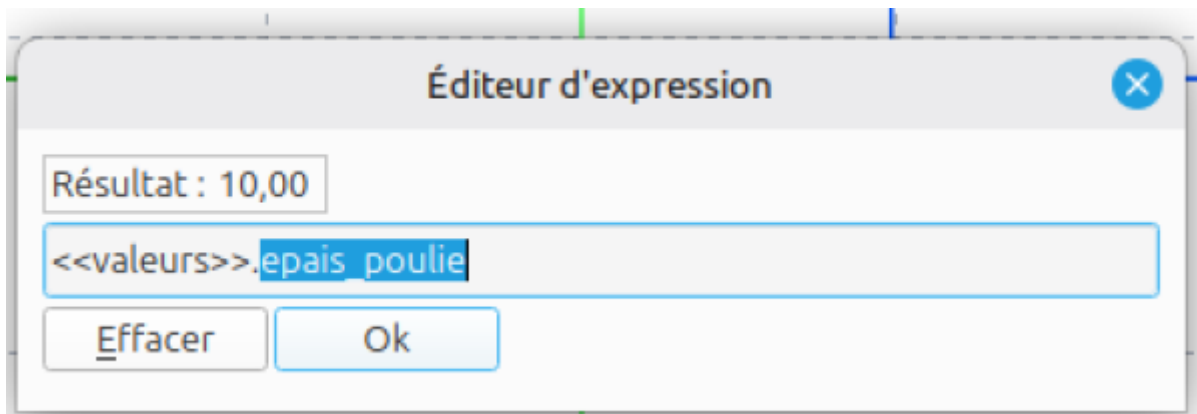 Éditeur d'expression
Résultat : 10,00
<<valeurs>>.epais_poulie
Effacer
Ok